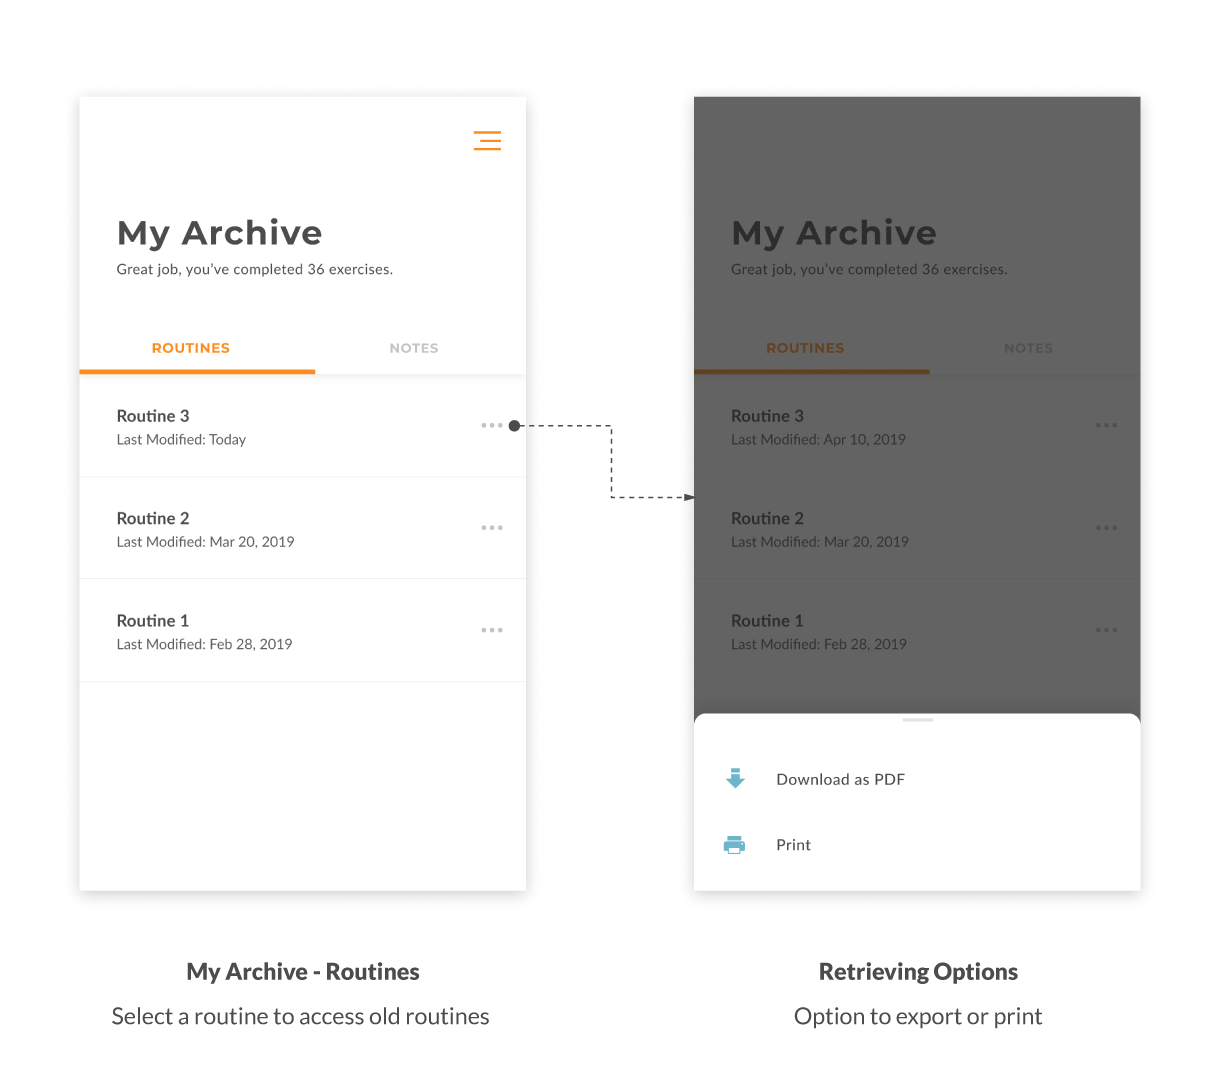 My Archive
Great job, you've completed 36 exercises.
ROUTINES NOTES
Routine 3
Last Modified: Today
Routine 2
Last Modified: Mar 20, 2019
Routine 1
Last Modified: Feb 28, 2019
My Archive - Routines
Select a routine to access old routines
My Archive
Great job, you've completed 36 exercises.
ROUTINES NOTES
Routine 3
Last Modified: Apr 10, 2019
Routine 2
Last Modified: Mar 20, 2019
Routine 1
Last Modified: Feb 28, 2019
Download as PDF
Print
Retrieving Options
Option to export or print